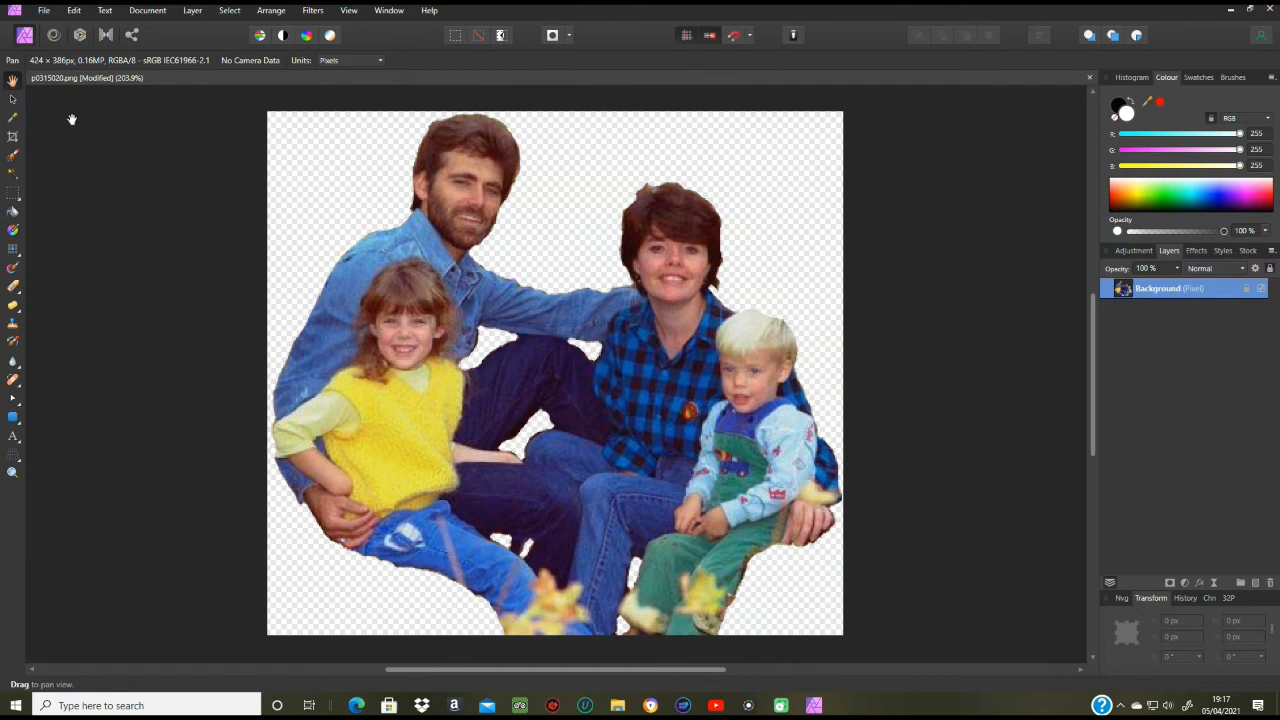 File Edit Text Document Layer Select Arrange Filters View Window Help
Pan 424 × 386px, 0.16MP, RGBA/8 - sRGB IEC61966-2.1 No Camera Data Units: Pixels
p0315020.png [Modified] (203.9%)
Histogram Colour Swatches Brushes
RGB
R: 255
G: 255
B: 255
Opacity
100 %
Adjustment Layers Effects Styles Stock
Opacity: 100 % Normal
Background (Pixel)
Nvg Transform History Chn 32P
X: 0 px W: 0 px
Y: 0 px H: 0 px
R: 0 ° S: 0 °
Drag to pan view.
Type here to search
19:17
05/04/2021